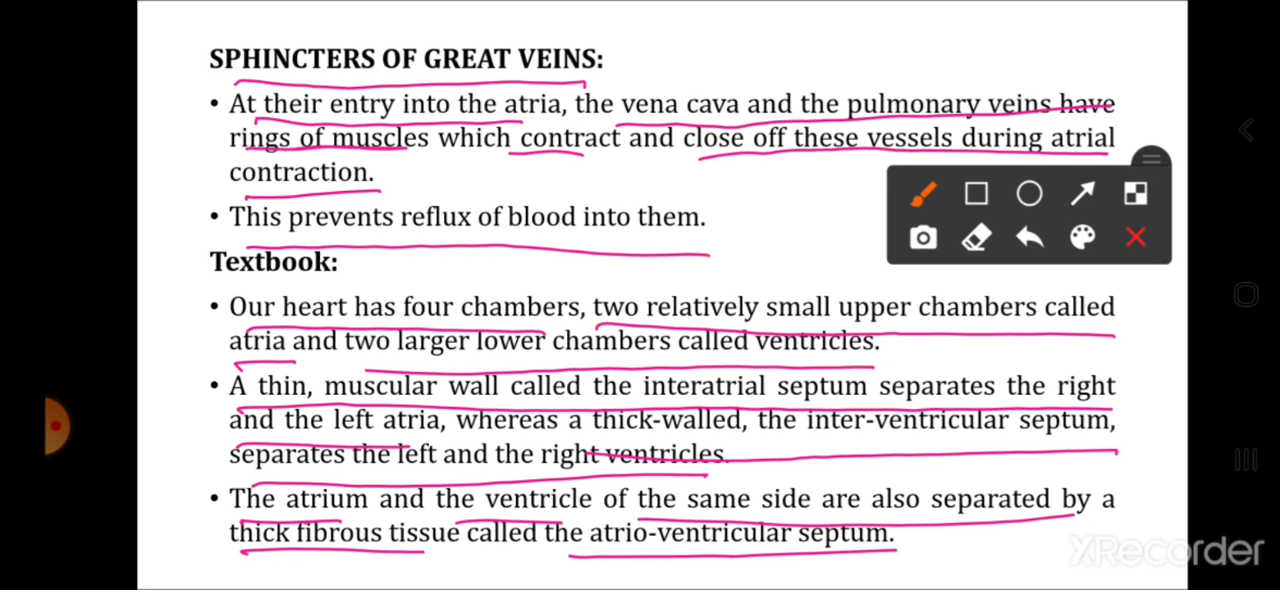 SPHINCTERS OF GREAT VEINS:
• At their entry into the atria, the vena cava and the pulmonary veins have
rings of muscles which contract and close off these vessels during atrial
contraction.
• This prevents reflux of blood into them.
Textbook:
• Our heart has four chambers, two relatively small upper chambers called
atria and two larger lower chambers called ventricles.
• A thin, muscular wall called the interatrial septum separates the right
and the left atria, whereas a thick-walled, the inter-ventricular septum,
separates the left and the right ventricles.
• The atrium and the ventricle of the same side are also separated by a
thick fibrous tissue called the atrio-ventricular septum.
XRecorder